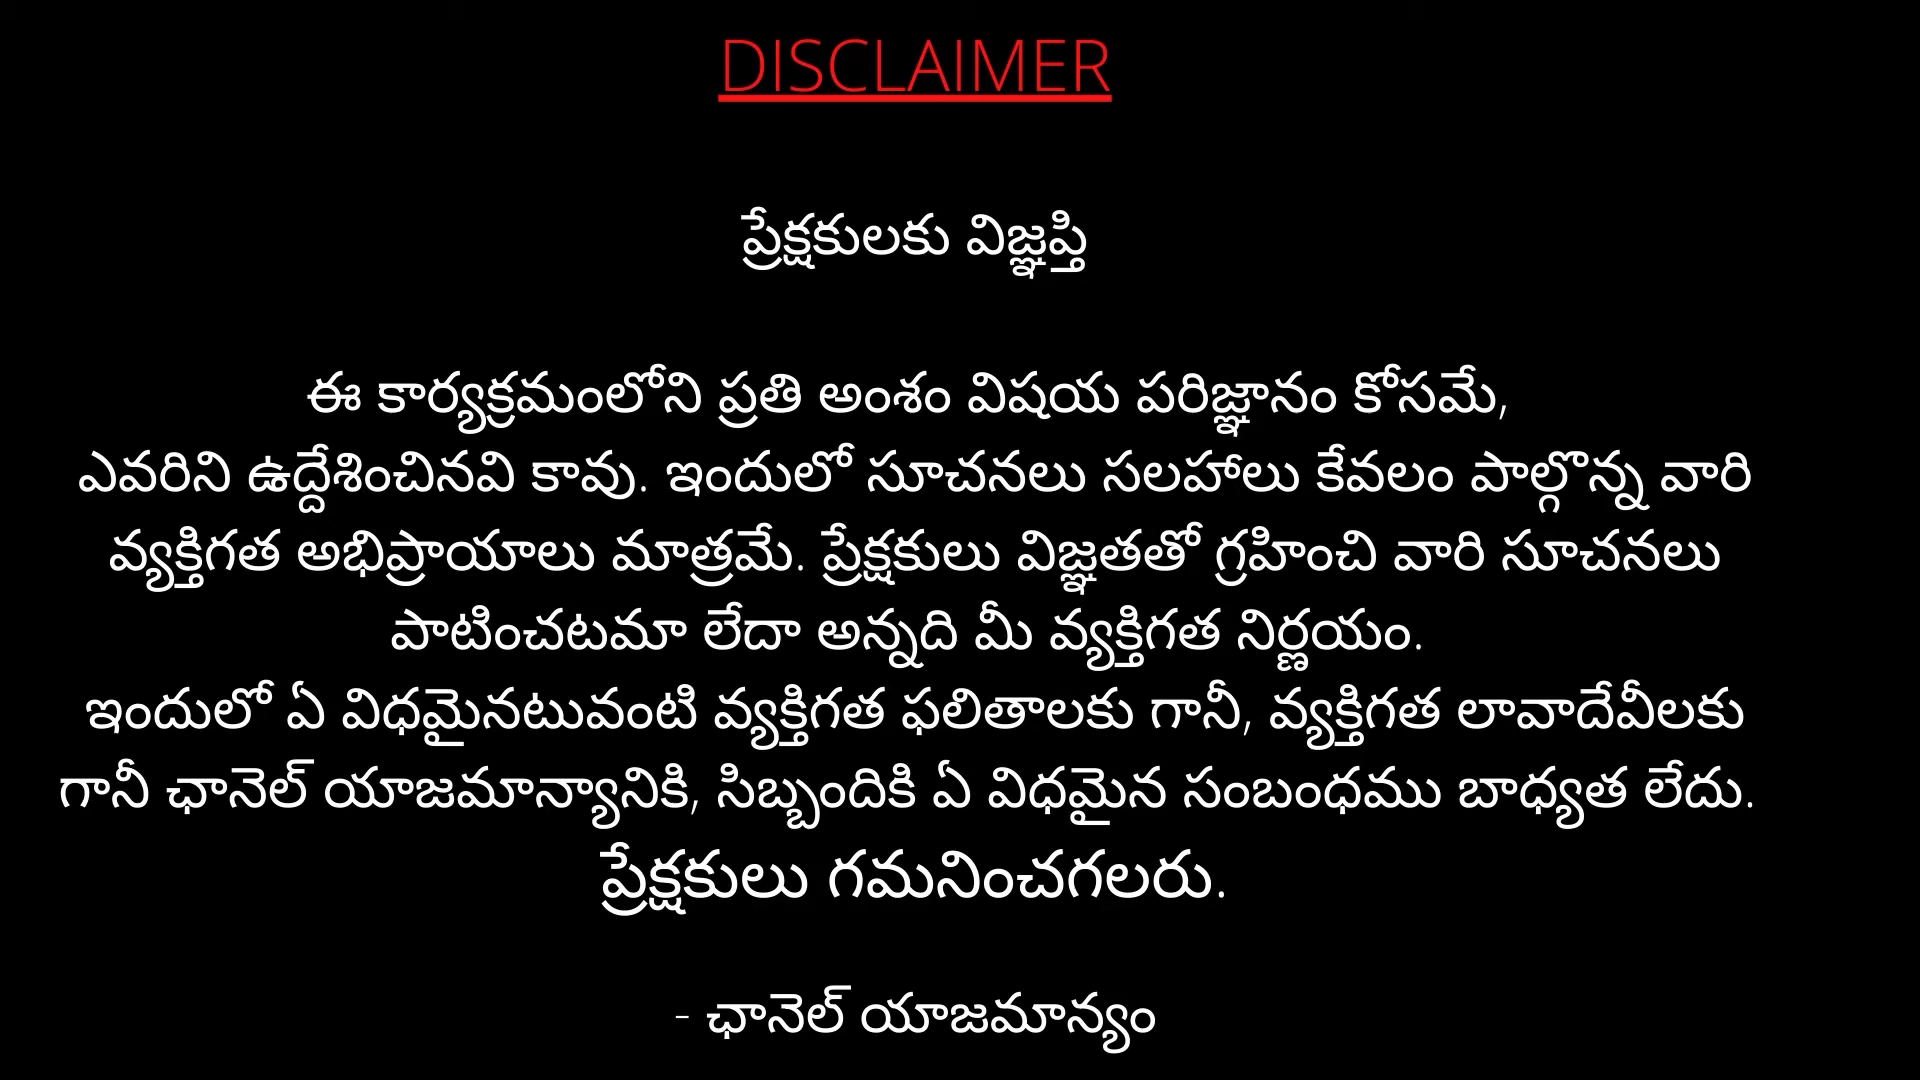 DISCLAIMER
ప్రేక్షకులకు విజ్ఞప్తి
ఈ కార్యక్రమంలోని ప్రతి అంశం విషయ పరిజ్ఞానం కోసమే,
ఎవరిని ఉద్దేశించినవి కావు. ఇందులో సూచనలు సలహాలు కేవలం పాల్గొన్న వారి
వ్యక్తిగత అభిప్రాయాలు మాత్రమే. ప్రేక్షకులు విజ్ఞతతో గ్రహించి వారి సూచనలు
పాటించటమా లేదా అన్నది మీ వ్యక్తిగత నిర్ణయం.
ఇందులో ఏ విధమైనటువంటి వ్యక్తిగత ఫలితాలకు గానీ, వ్యక్తిగత లావాదేవీలకు
గానీ ఛానెల్ యాజమాన్యానికి, సిబ్బందికి ఏ విధమైన సంబంధము బాధ్యత లేదు.
ప్రేక్షకులు గమనించగలరు.
- ఛానెల్ యాజమాన్యం